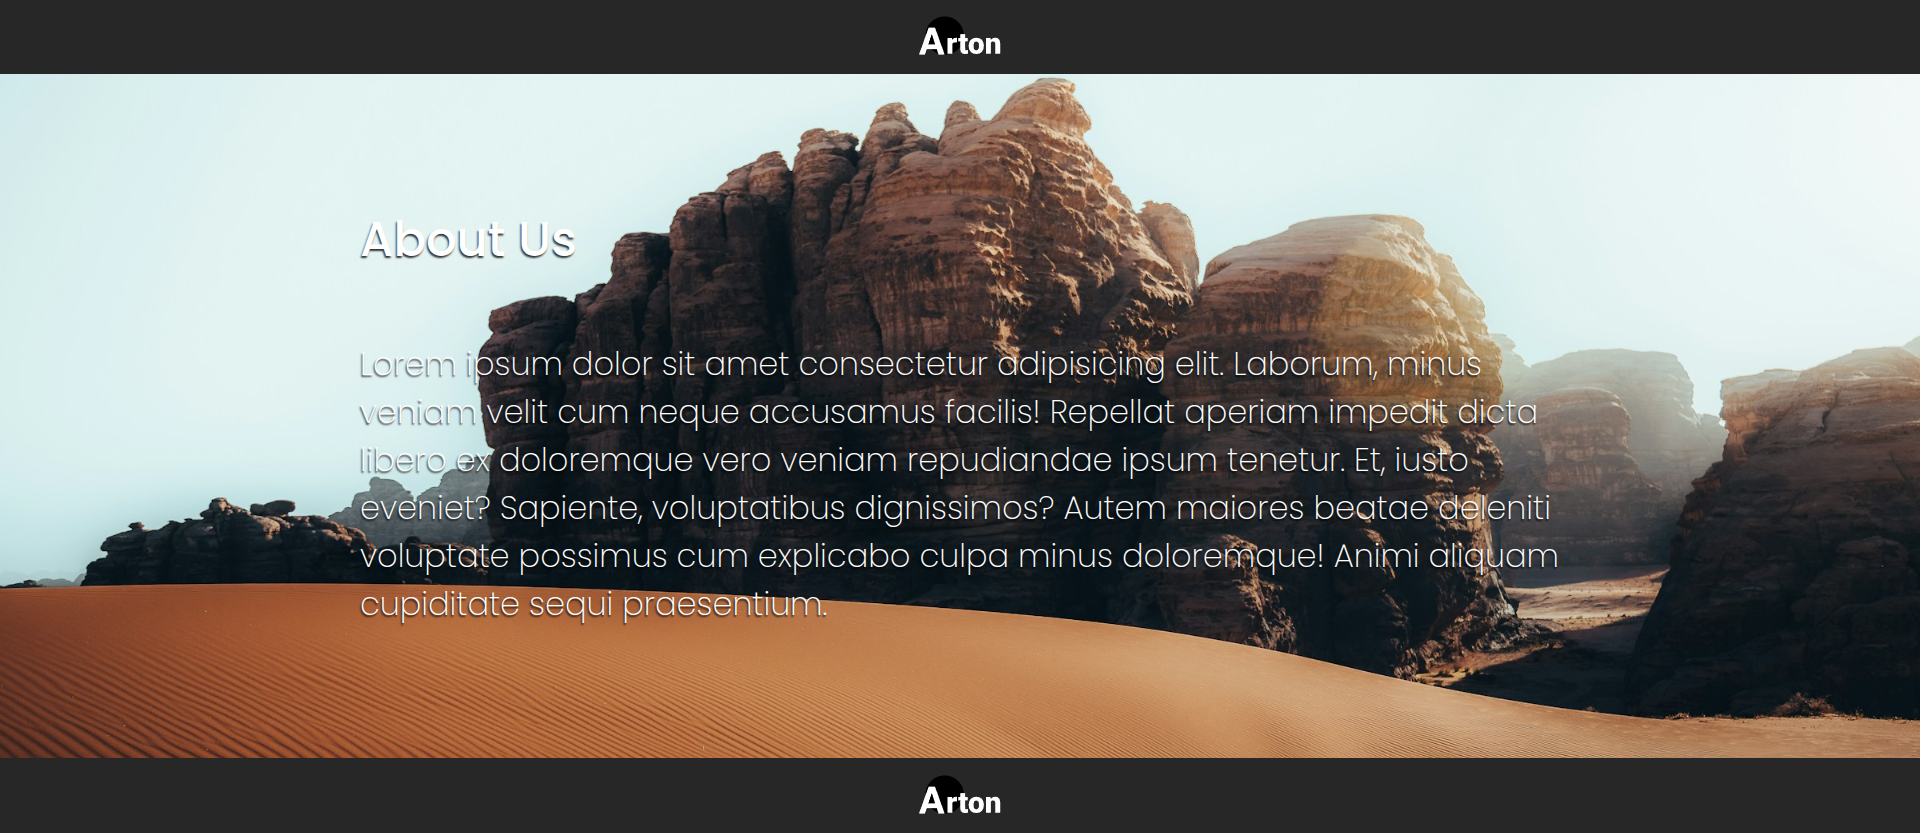 Arton
About Us
Lorem ipsum dolor sit amet consectetur adipisicing elit. Laborum, minus
veniam velit cum neque accusamus facilis! Repellat aperiam impedit dicta
libero ex doloremque vero veniam repudiandae ipsum tenetur. Et, iusto
eveniet? Sapiente, voluptatibus dignissimos? Autem maiores beatae deleniti
voluptate possimus cum explicabo culpa minus doloremque! Animi aliquam
cupiditate sequi praesentium.
Arton